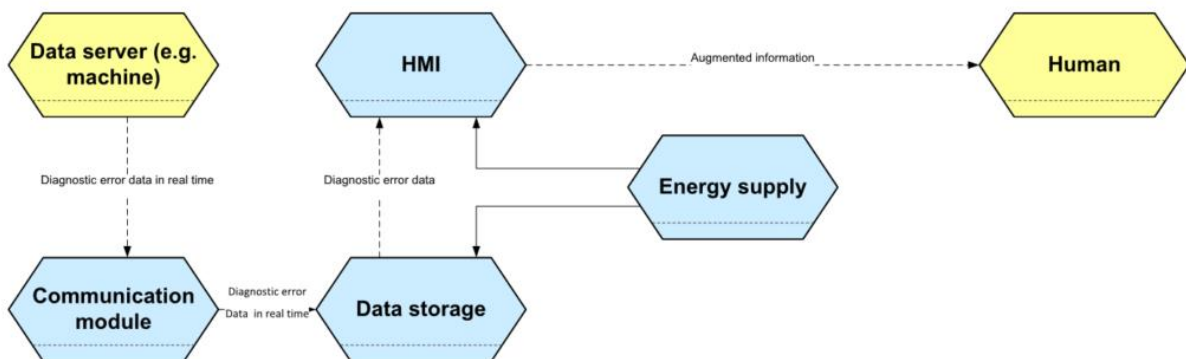 Data server (e.g.
machine)
HMI
Augmented information
Human
Diagnostic error data in real time
Diagnostic error data
Energy supply
Communication
module
Diagnostic error
Data in real time
Data storage